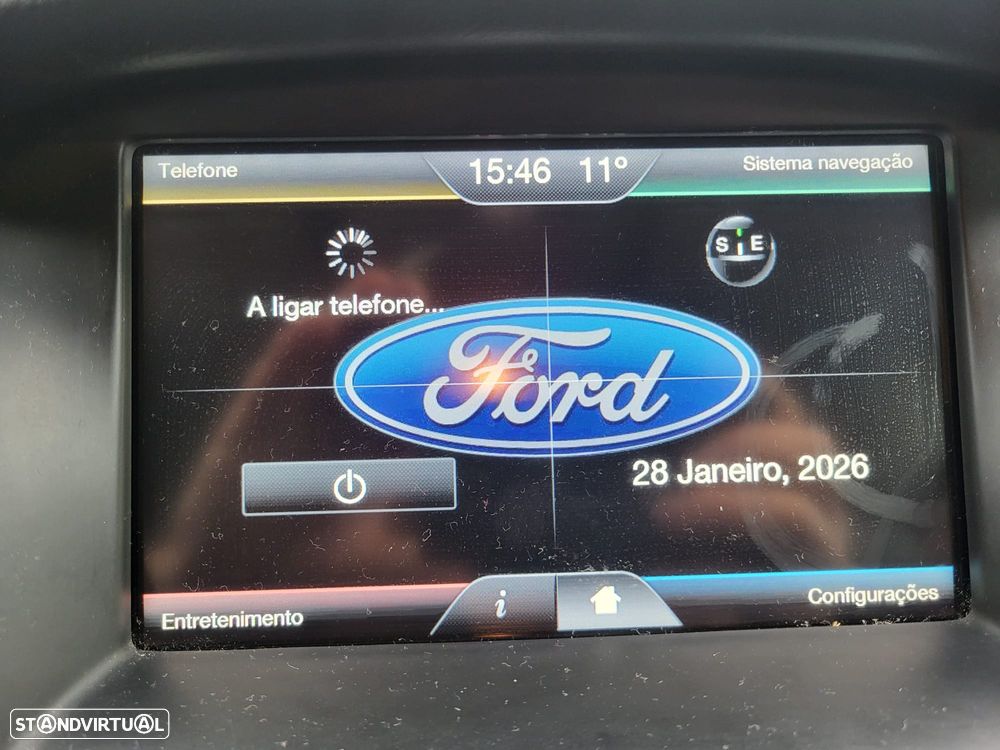 Telefone
15:46 11°
Sistema navegação
S E
A ligar telefone...
Ford
28 Janeiro, 2026
Entretenimento
i
Configurações
STANDVIRTUAL